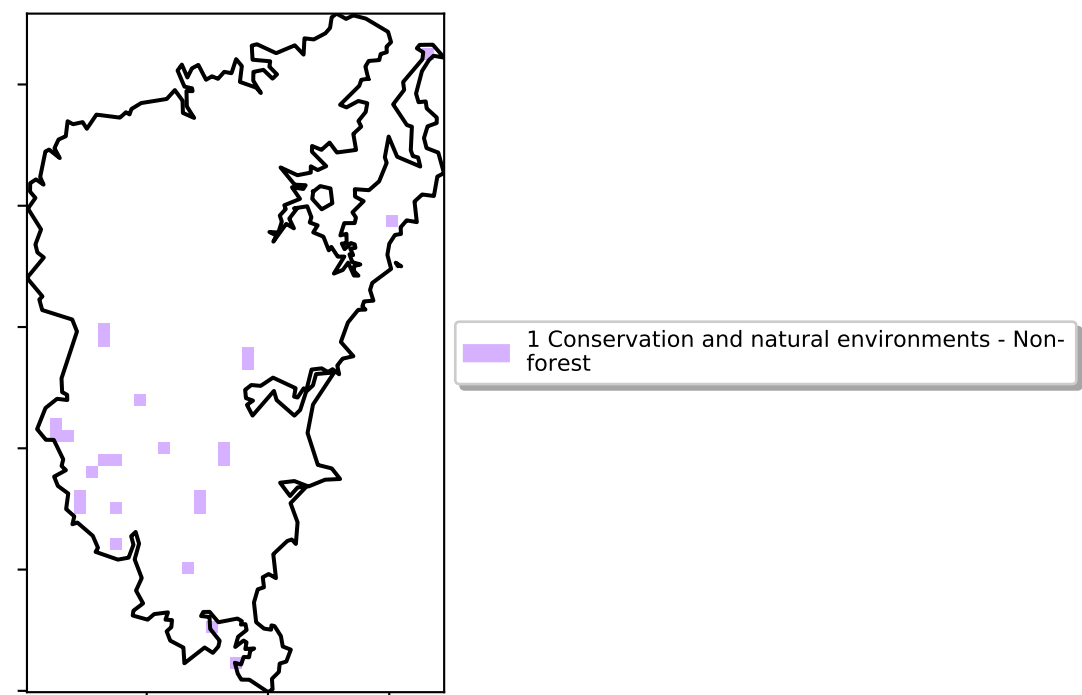 1 Conservation and natural environments - Non-
forest